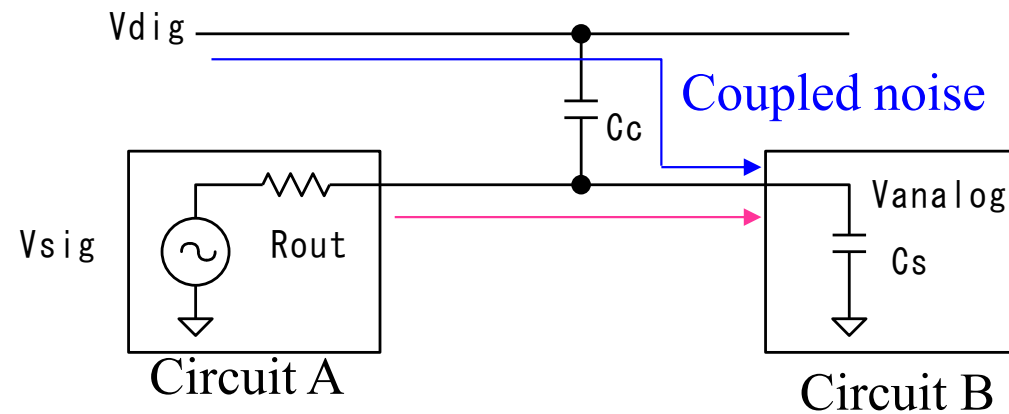 Vdig
Coupled noise
Cc
Vanalog
Vsig
Rout
Cs
Circuit A
Circuit B